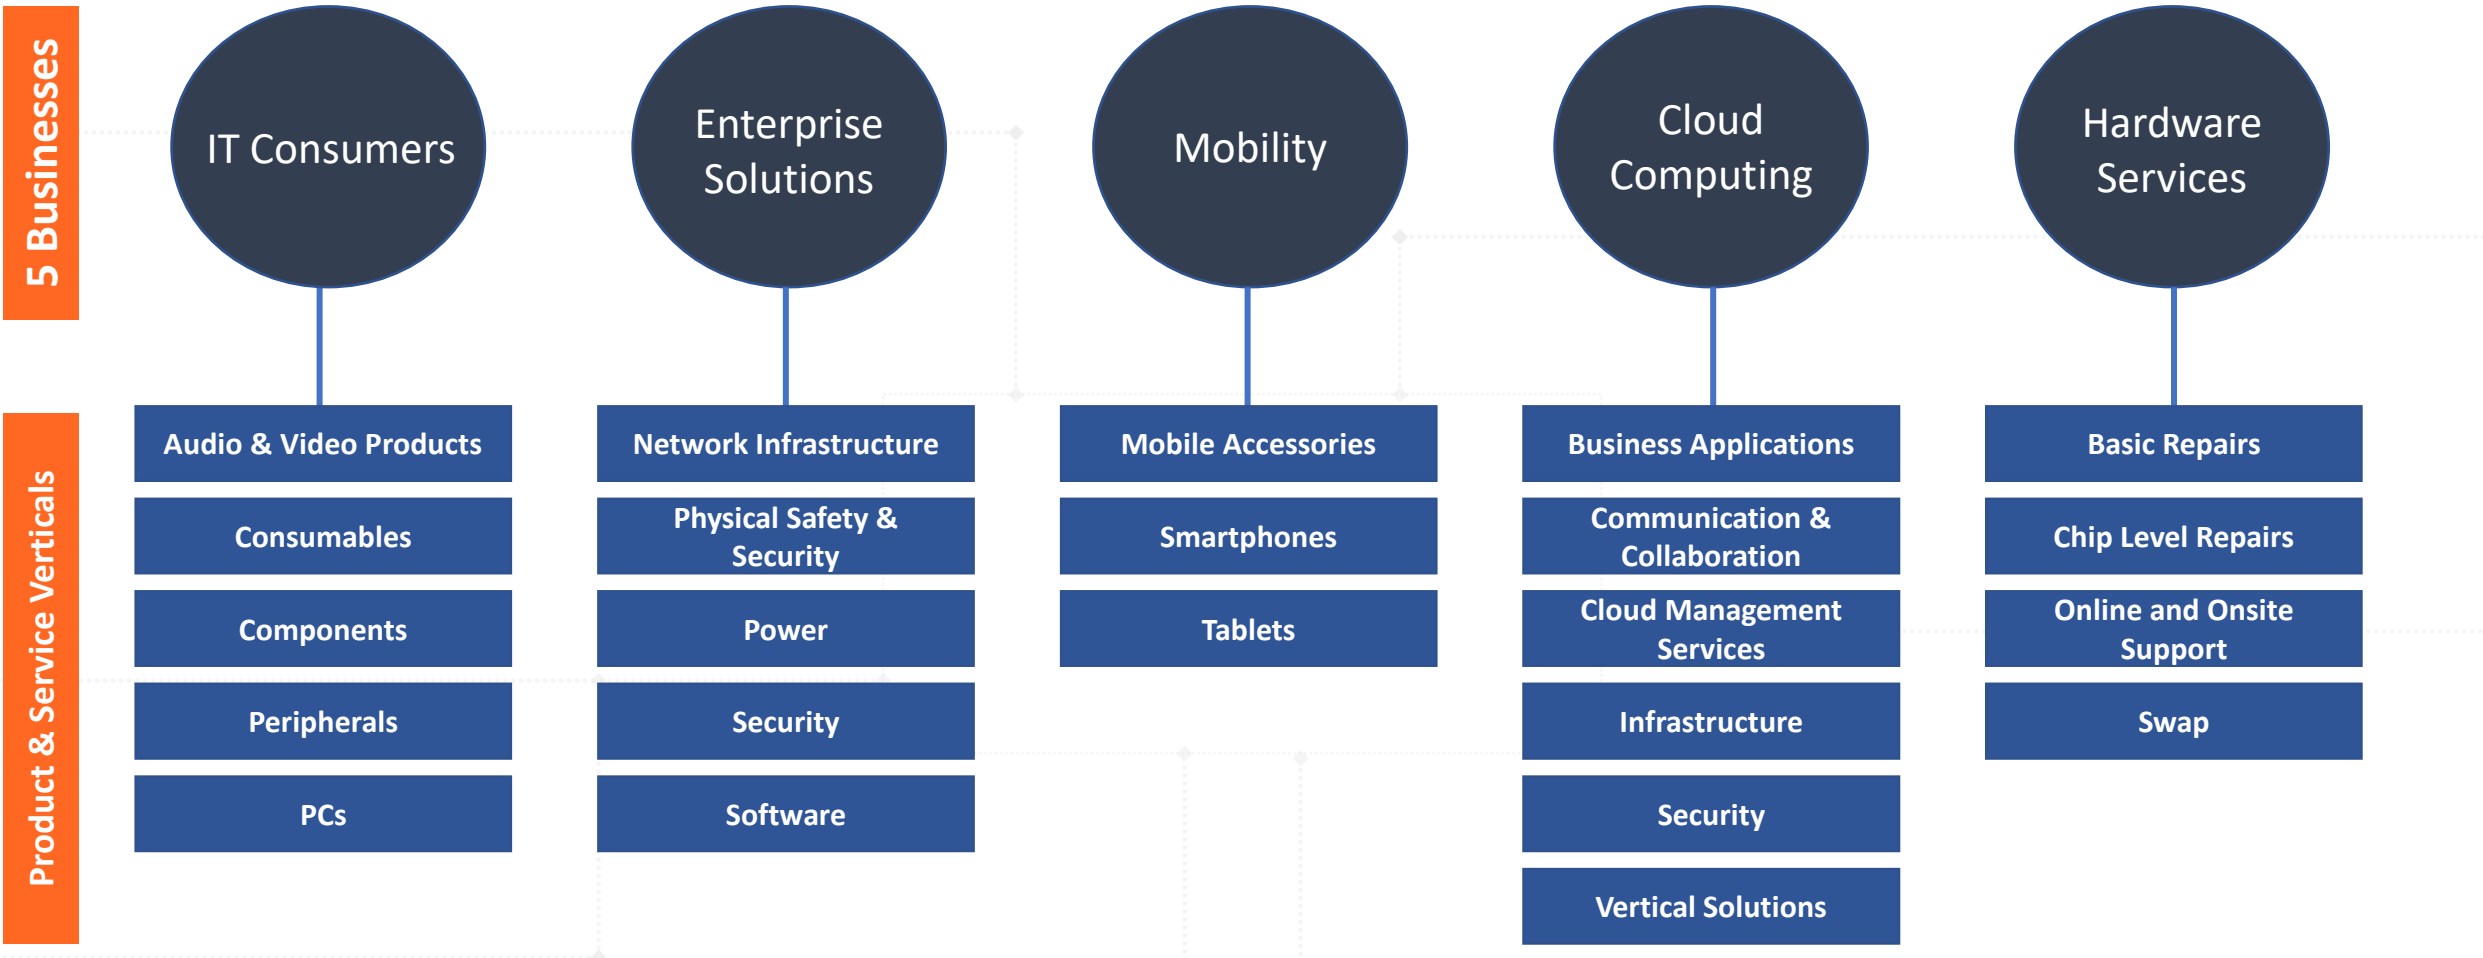 5 Businesses
IT Consumers
Enterprise
Solutions
Mobility
Cloud
Computing
Hardware
Services
Product & Service Verticals
Audio & Video Products
Consumables
Components
Peripherals
PCs
Network Infrastructure
Physical Safety &
Security
Power
Security
Software
Mobile Accessories
Smartphones
Tablets
Business Applications
Communication &
Collaboration
Cloud Management
Services
Infrastructure
Security
Vertical Solutions
Basic Repairs
Chip Level Repairs
Online and Onsite
Support
Swap